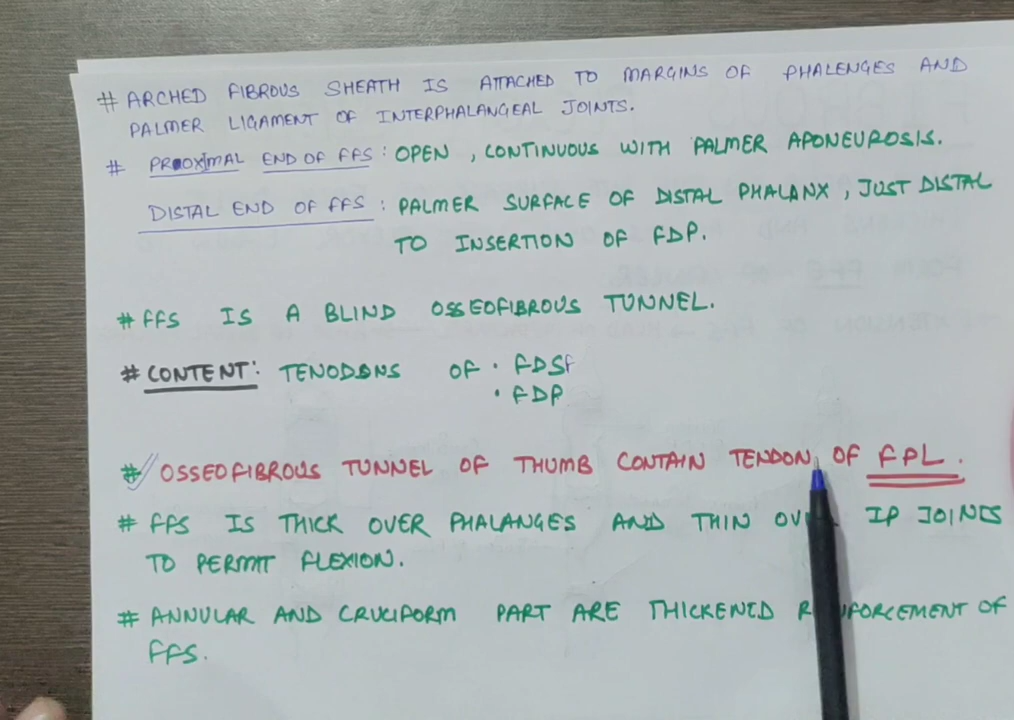 # ARCHED FIBROUS SHEATH IS ATTACHED TO MARGINS OF PHALENGES AND
PALMER LIGAMENT OF INTERPHALANGEAL JOINTS.
# PROXIMAL END OF FFS : OPEN , CONTINUOUS WITH PALMER APONEUROSIS.
DISTAL END OF FFS : PALMER SURFACE OF DISTAL PHALANX , JUST DISTAL
TO INSERTION OF FDP.
# FFS IS A BLIND OSSEOFIBROUS TUNNEL.
# CONTENT: TENODONS OF • FDS
• FDP
# OSSEOFIBROUS TUNNEL OF THUMB CONTAIN TENDON OF FPL .
# FFS IS THICK OVER PHALANGES AND THIN OV IP JOINTS
TO PERMIT FLEXION.
# ANNULAR AND CRUCIFORM PART ARE THICKENED R FORCEMENT OF
FFS.